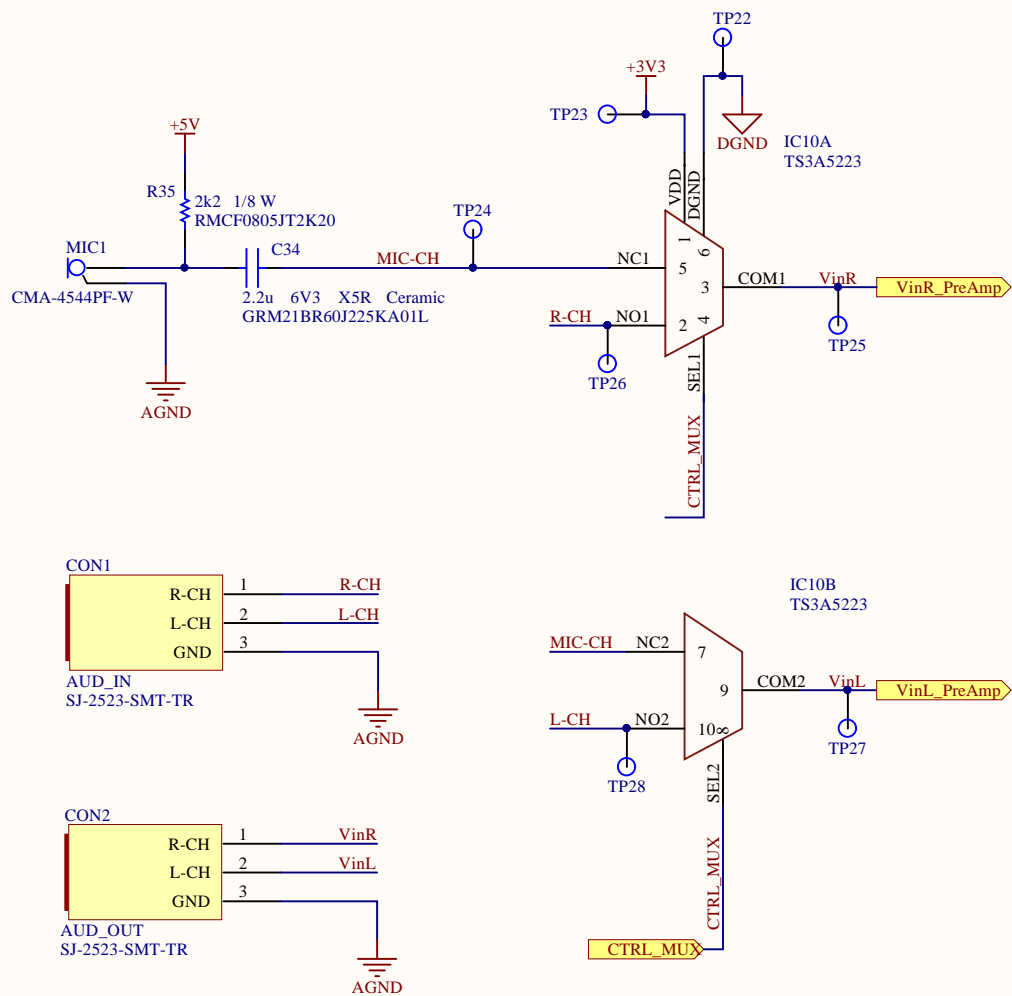 TP22
+3V3
TP23
DGND
IC10A
TS3A5223
+5V
VDD
DGND
R35
2k2 1/8 W
RMCF0805JT2K20
TP24
MIC1
C34
MIC-CH
NC1
1
6
5
3
COM1
VinR
VinR_PreAmp
CMA-4544PF-W
2.2u 6V3 X5R Ceramic
GRM21BR60J225KA01L
R-CH
NO1
2
4
TP25
TP26
SEL1
AGND
CTRL_MUX
CON1
R-CH
1
R-CH
L-CH
2
L-CH
GND
3
AUD_IN
SJ-2523-SMT-TR
AGND
IC10B
TS3A5223
MIC-CH
NC2
7
9
COM2
VinL
VinL_PreAmp
L-CH
NO2
10
8
TP27
TP28
SEL2
CTRL_MUX
CTRL_MUX
CON2
R-CH
1
VinR
L-CH
2
VinL
GND
3
AUD_OUT
SJ-2523-SMT-TR
AGND